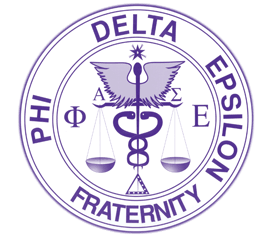 PHI DELTA EPSILON
Α Σ
Φ Ε
FRATERNITY